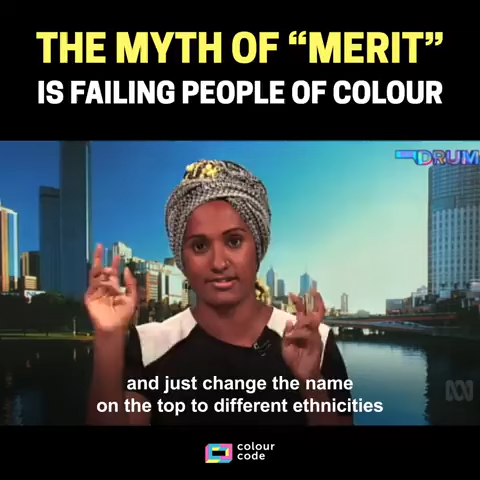 THE MYTH OF “MERIT”
IS FAILING PEOPLE OF COLOUR
DRUM
ABC
and just change the name
on the top to different ethnicities
colour
code